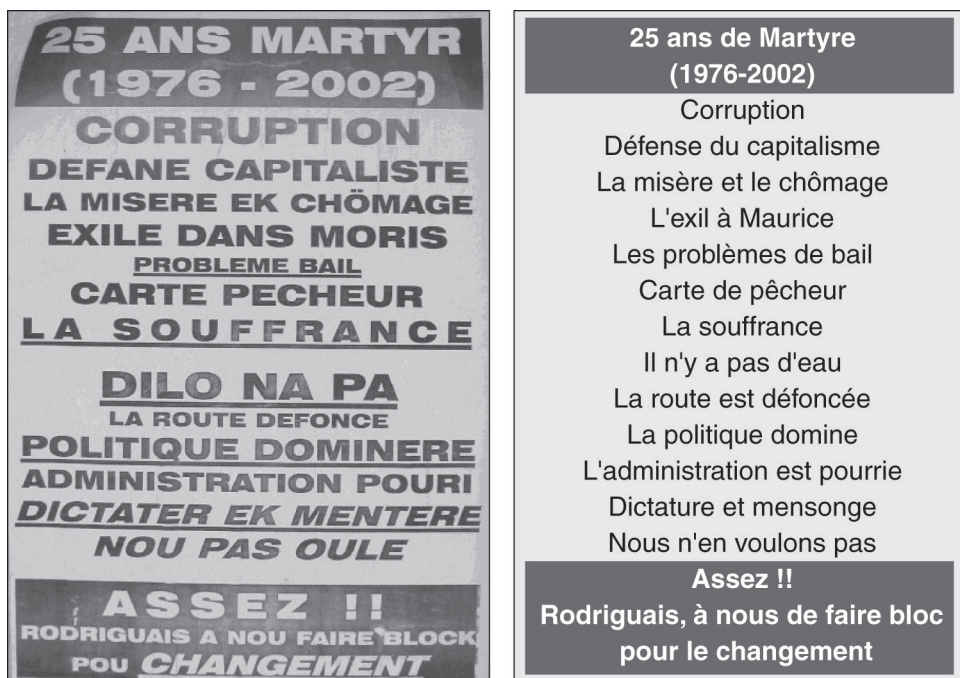 25 ANS MARTYR
(1976 - 2002)
CORRUPTION
DEFANE CAPITALISTE
LA MISERE EK CHÖMAGE
EXILE DANS MORIS
PROBLEME BAIL
CARTE PECHEUR
LA SOUFFRANCE
DILO NA PA
LA ROUTE DEFONCE
POLITIQUE DOMINERE
ADMINISTRATION POURI
DICTATER EK MENTERE
NOU PAS OULE
ASSEZ !!
RODRIGUAIS A NOU FAIRE BLOCK
POU CHANGEMENT
25 ans de Martyre
(1976-2002)
Corruption
Défense du capitalisme
La misère et le chômage
L'exil à Maurice
Les problèmes de bail
Carte de pêcheur
La souffrance
Il n'y a pas d'eau
La route est défoncée
La politique domine
L'administration est pourrie
Dictature et mensonge
Nous n'en voulons pas
Assez !!
Rodriguais, à nous de faire bloc
pour le changement